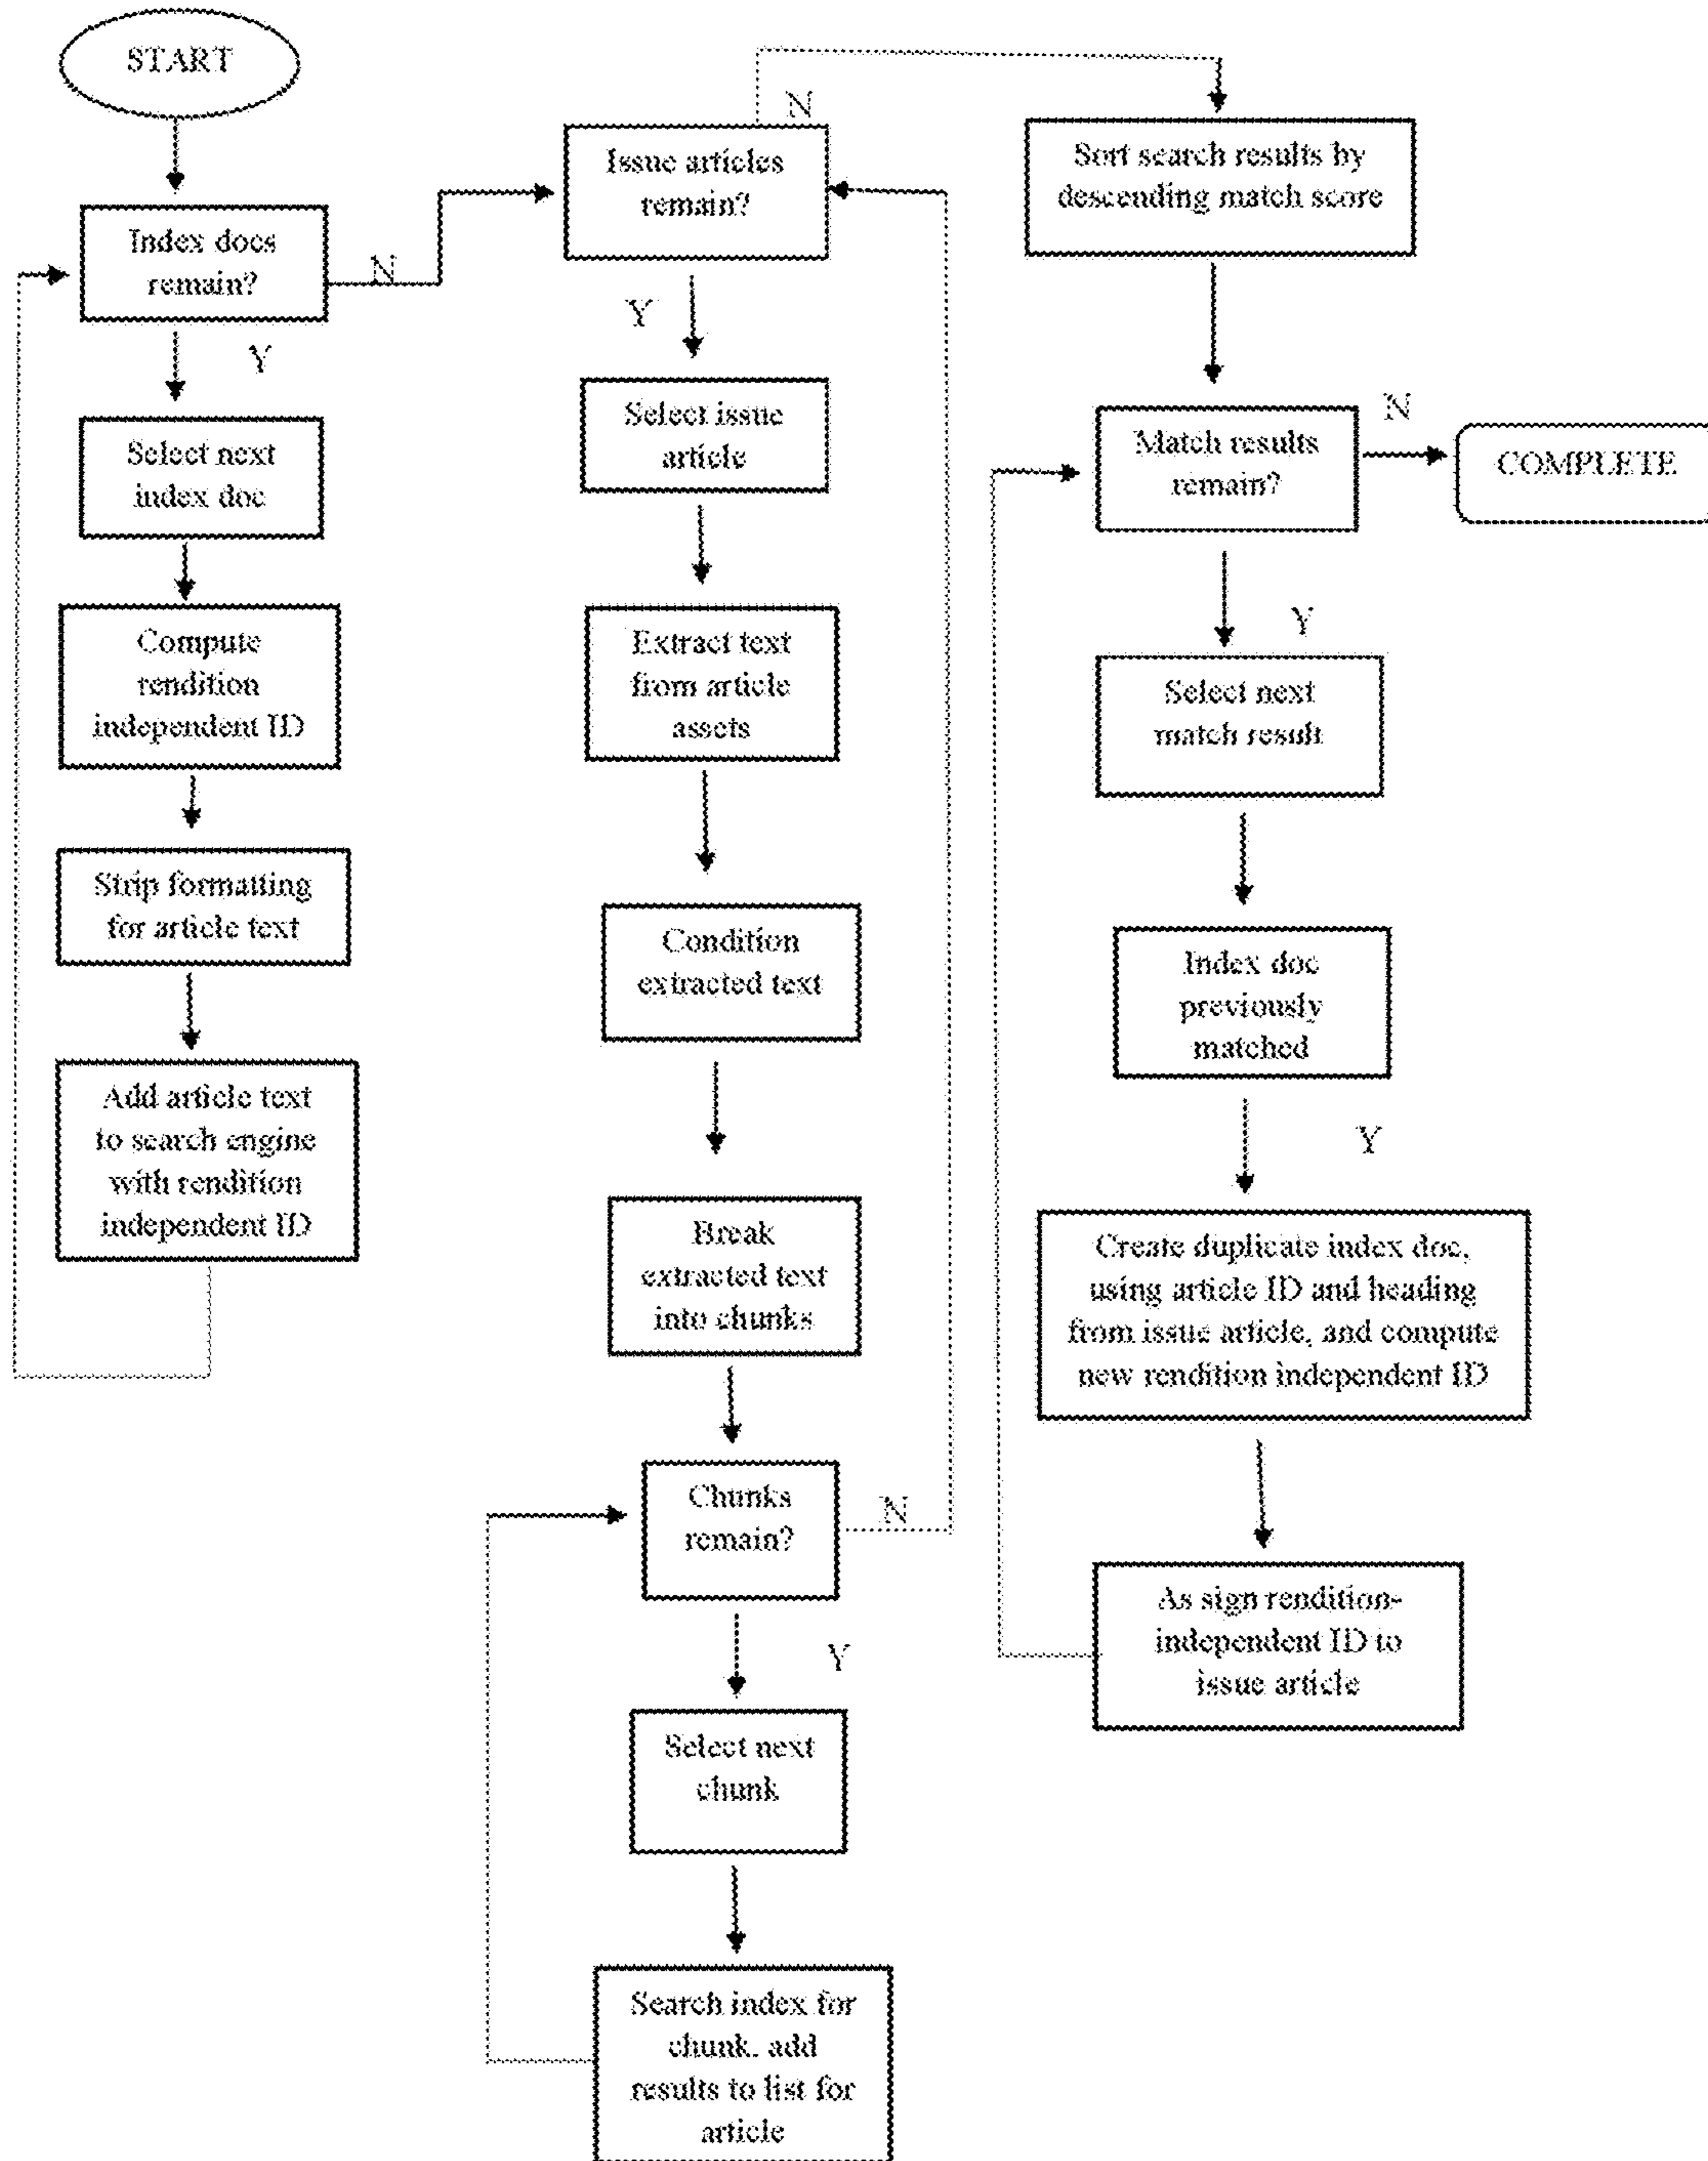 START
Index docs
remain?
N
Y
Select next
index doc
Compute
rendition
independent ID
Strip formatting
for article text
Add article text
to search engine
with rendition
independent ID
Issue articles
remain?
N
Y
Select issue
article
Extract text
from article
assets
Condition
extracted text
Break
extracted text
into chunks
Chunks
remain?
N
Y
Select next
chunk
Search index for
chunk, add
results to list for
article
Sort search results by
descending match score
Match results
remain?
N
COMPLETE
Y
Select next
match result
Index doc
previously
matched
Y
Create duplicate index doc,
using article ID and heading
from issue article, and compute
new rendition independent ID
As sign rendition-
independent ID to
issue article